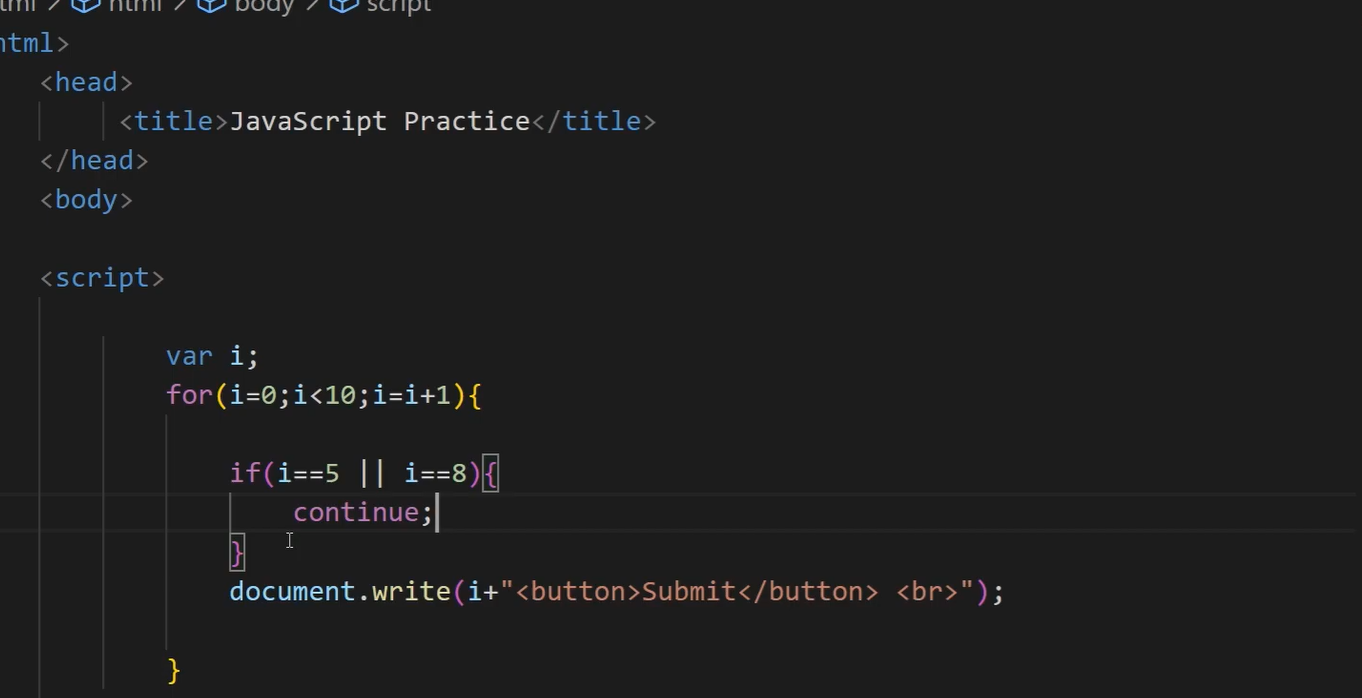 html > body > script
html>
<head>
<title>JavaScript Practice</title>
</head>
<body>
<script>
var i;
for(i=0;i<10;i=i+1){
if(i==5 || i==8){
continue;
}
document.write(i+"<button>Submit</button> <br>");
}